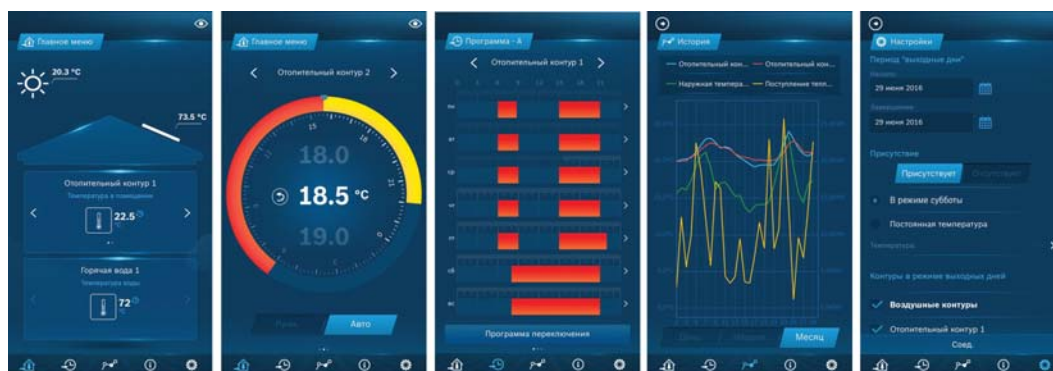 Главное меню
20.3 °C
73.5 °C
Отопительный контур 1
Температура в помещении
22.5
°C
Горячая вода 1
Температура воды
72
°C
Главное меню
Отопительный контур 2
15
18
21
18.0
18.5 °C
19.0
Авто
Программа - A
Отопительный контур 1
Программа переключения
История
Отопительный кон...
Отопительный кон...
Наружная темпера...
Поступление тепл...
Месяц
Настройки
Период "выходные дни"
29 июня 2016
29 июня 2016
Присутствие
Присутствует
Отсутствует
В режиме субботы
Постоянная температура
Температура
Контуры в режиме выходных дней
Воздушные контуры
Отопительный контур 1
Соед.